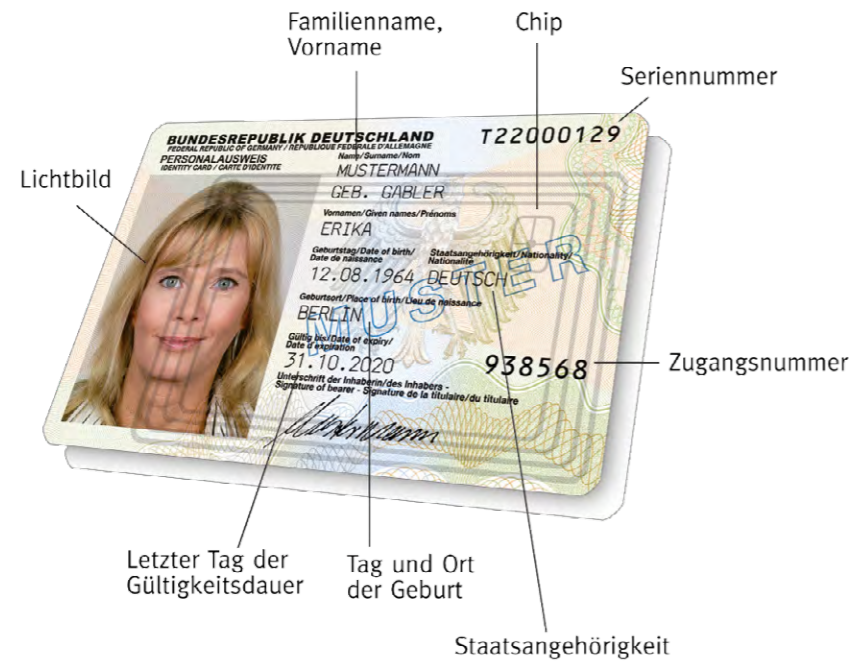 Familienname,
Vorname
Chip
Seriennummer
BUNDESREPUBLIK DEUTSCHLAND
FEDERAL REPUBLIC OF GERMANY / REPUBLIQUE FEDERALE D'ALLEMAGNE
PERSONALAUSWEIS
IDENTITY CARD / CARTE D'IDENTITE
T22000129
Name/Surname/Nom
MUSTERMANN
GEB. GABLER
Lichtbild
Vornamen/Given names/Prénoms
ERIKA
Geburtstag/Date of birth/
Date de naissance
Staatsangehörigkeit/Nationality/
Nationalité
12.08.1964 DEUTSCH
MUSTER
Geburtsort/Place of birth/Lieu de naissance
BERLIN
Gültig bis/Date of expiry/
Date d'expiration
31.10.2020
938568
Zugangsnummer
Unterschrift der Inhaberin/des Inhabers -
Signature of bearer - Signature de la titulaire/du titulaire
Mustermann
Letzter Tag der
Gültigkeitsdauer
Tag und Ort
der Geburt
Staatsangehörigkeit